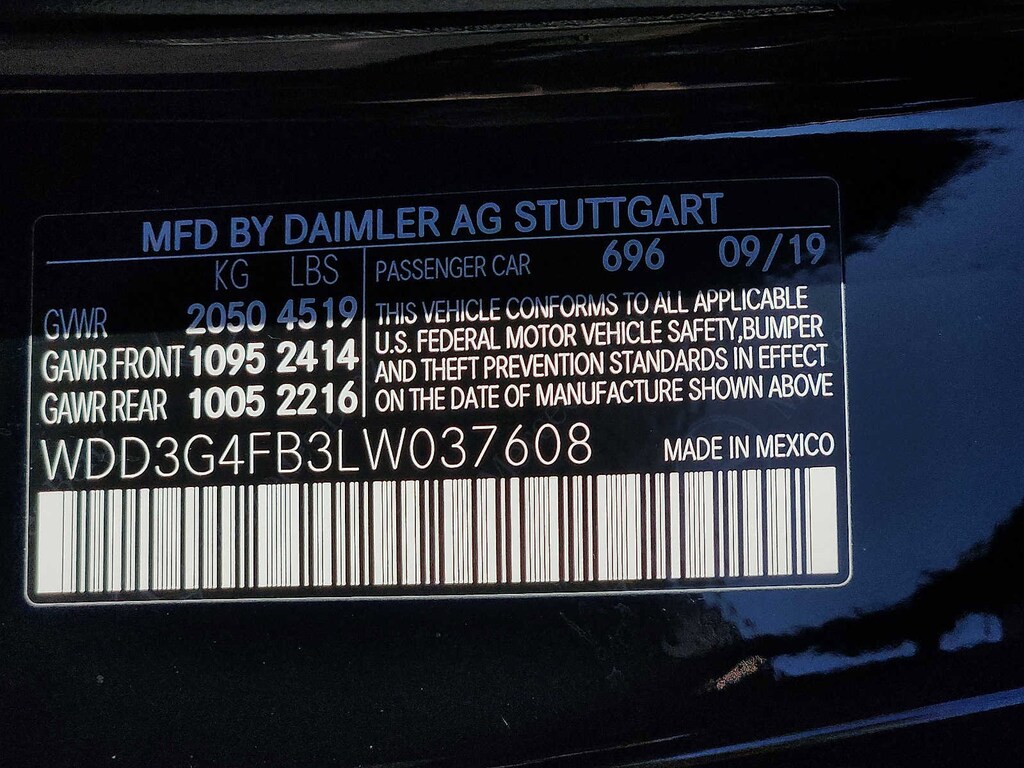 MFD BY DAIMLER AG STUTTGART
KG LBS
GVWR 2050 4519
GAWR FRONT 1095 2414
GAWR REAR 1005 2216
PASSENGER CAR 696 09/19
THIS VEHICLE CONFORMS TO ALL APPLICABLE
U.S. FEDERAL MOTOR VEHICLE SAFETY,BUMPER
AND THEFT PREVENTION STANDARDS IN EFFECT
ON THE DATE OF MANUFACTURE SHOWN ABOVE
WDD3G4FB3LW037608 MADE IN MEXICO